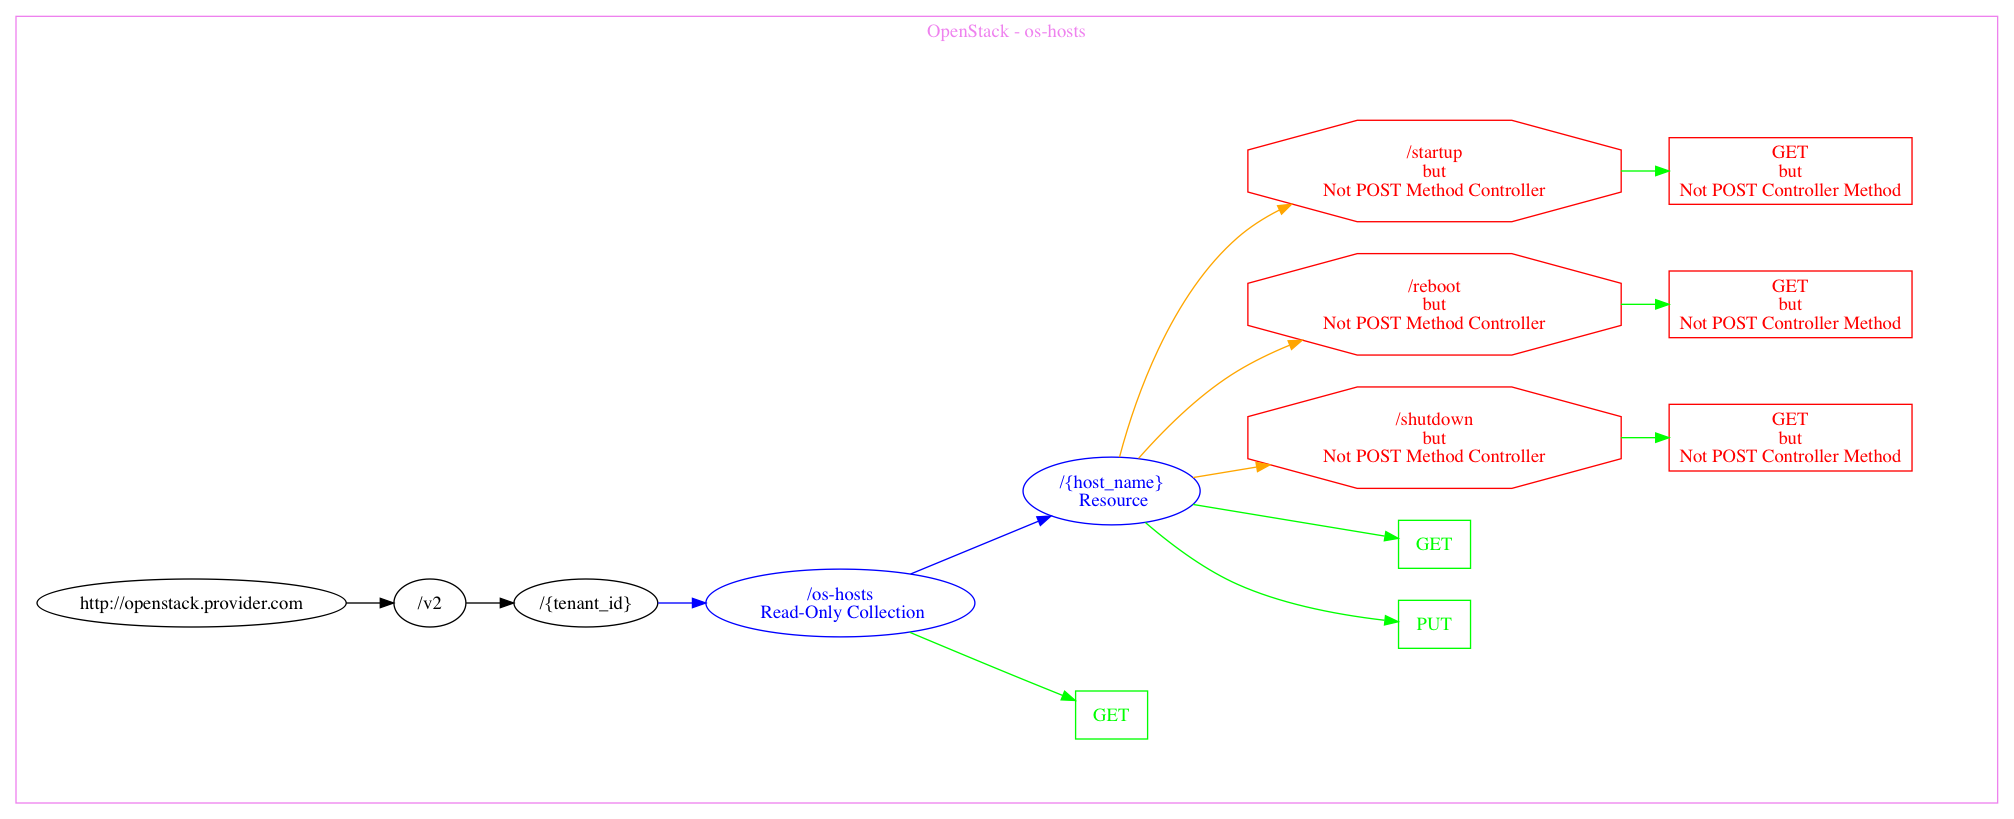 OpenStack - os-hosts
/startup
but
Not POST Method Controller
GET
but
Not POST Controller Method
/reboot
but
Not POST Method Controller
GET
but
Not POST Controller Method
/shutdown
but
Not POST Method Controller
GET
but
Not POST Controller Method
/{host_name}
Resource
GET
http://openstack.provider.com
/v2
/{tenant_id}
/os-hosts
Read-Only Collection
PUT
GET